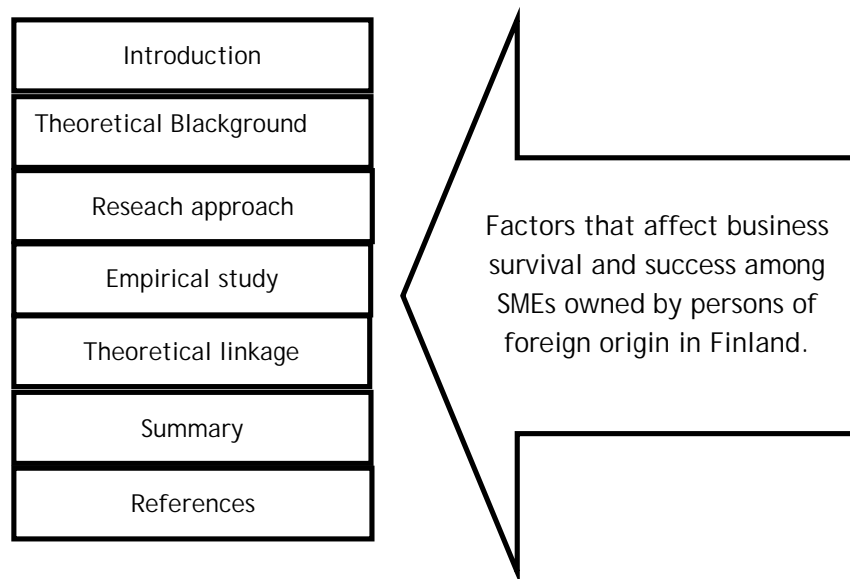 Introduction
Theoretical Blackground
Reseach approach
Empirical study
Theoretical linkage
Summary
References
Factors that affect business
survival and success among
SMEs owned by persons of
foreign origin in Finland.